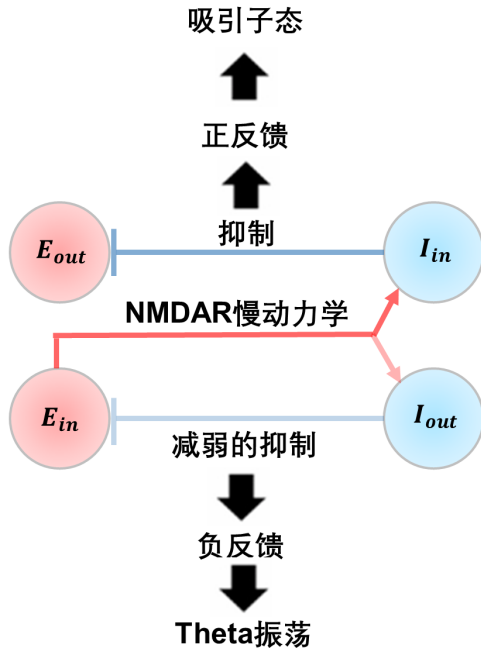 吸引子态
正反馈
抑制
E_out
I_in
NMDAR慢动力学
E_in
I_out
减弱的抑制
负反馈
Theta振荡